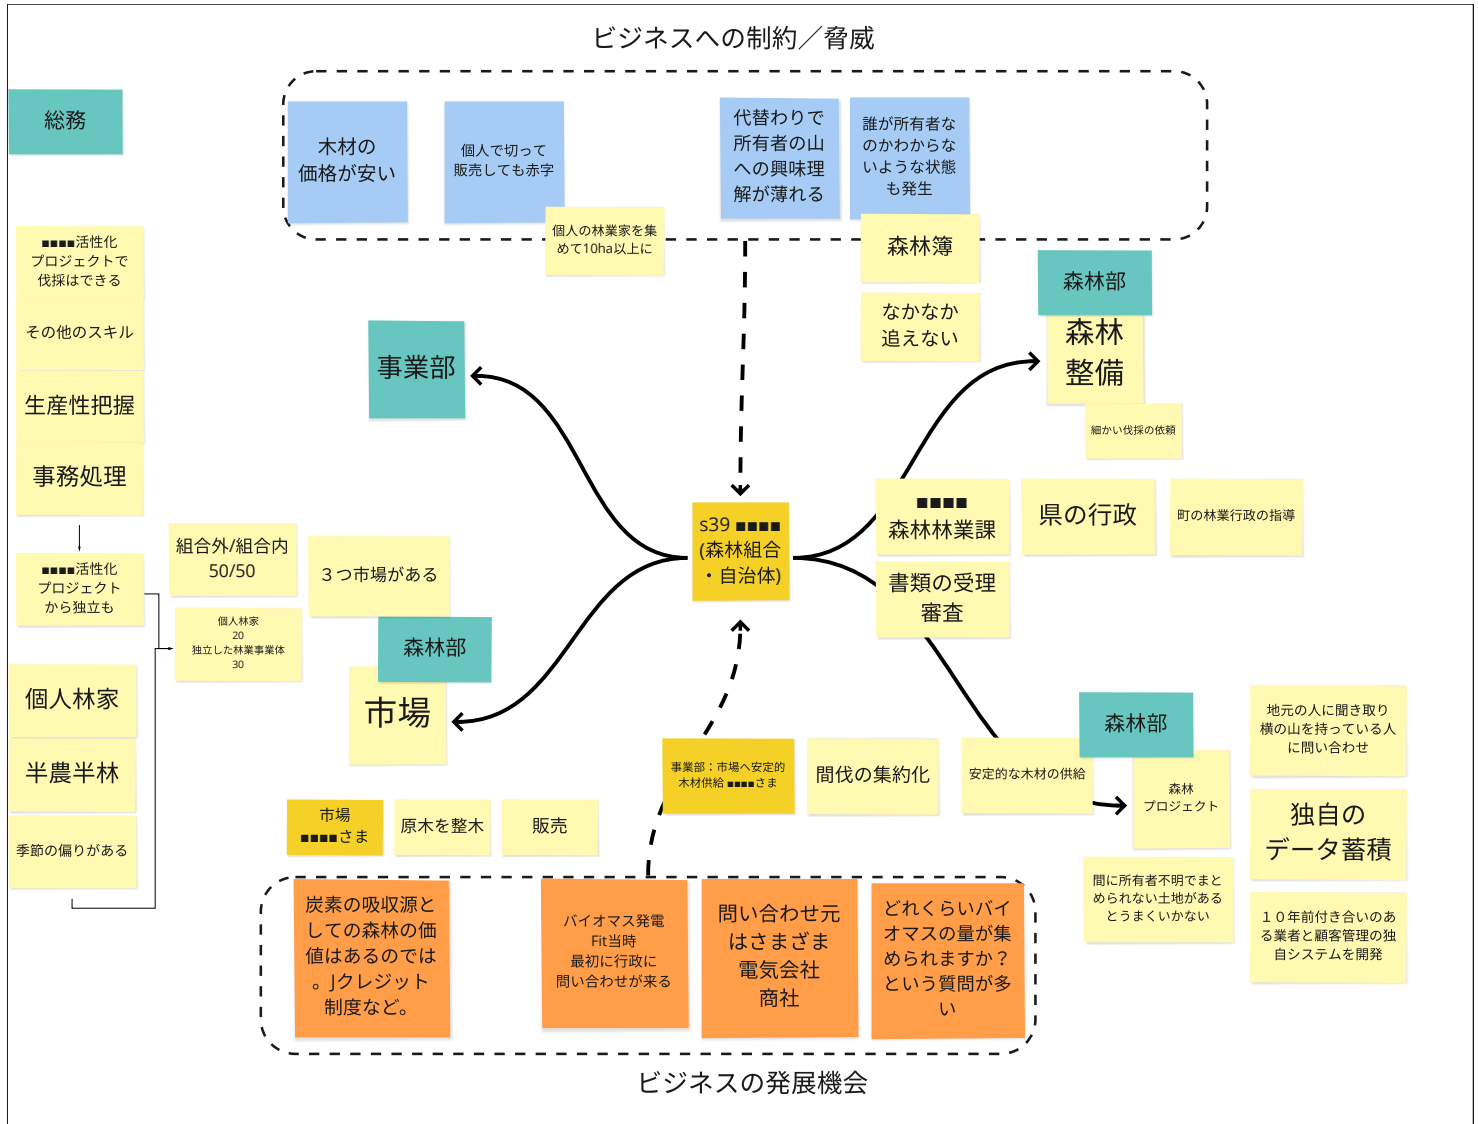 ビジネスへの制約／脅威
総務
木材の
価格が安い
個人で切って
販売しても赤字
代替わりで
所有者の山
への興味理
解が薄れる
誰が所有者な
のかわからな
いような状態
も発生
個人の林業家を集
めて10ha以上に
森林簿
なかなか
追えない
■■■■活性化
プロジェクトで
伐採はできる
その他のスキル
生産性把握
事務処理
■■■■活性化
プロジェクト
から独立も
個人林家
半農半林
季節の偏りがある
組合外/組合内
50/50
個人林家
20
独立した林業事業体
30
３つ市場がある
事業部
森林部
市場
森林部
森林
整備
細かい伐採の依頼
s39 ■■■■
(森林組合
・自治体)
■■■■
森林林業課
県の行政
町の林業行政の指導
書類の受理
審査
市場
■■■■さま
原木を整木
販売
事業部：市場へ安定的
木材供給 ■■■■さま
間伐の集約化
安定的な木材の供給
森林部
森林
プロジェクト
間に所有者不明でまと
められない土地がある
とうまくいかない
地元の人に聞き取り
横の山を持っている人
に問い合わせ
独自の
データ蓄積
１０年前付き合いのあ
る業者と顧客管理の独
自システムを開発
炭素の吸収源と
しての森林の価
値はあるのでは
。Jクレジット
制度など。
バイオマス発電
Fit当時
最初に行政に
問い合わせが来る
問い合わせ元
はさまざま
電気会社
商社
どれくらいバイ
オマスの量が集
められますか？
という質問が多
い
ビジネスの発展機会